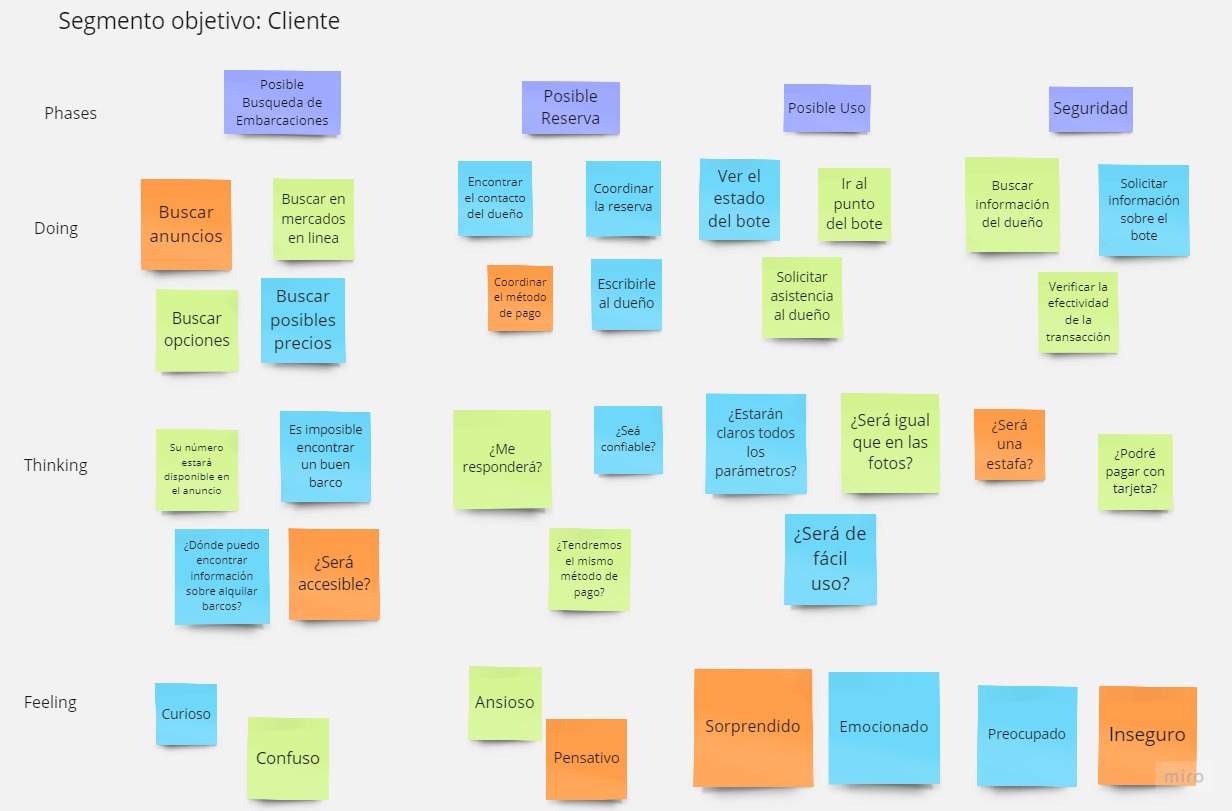 Segmento objetivo: Cliente
Phases
Posible
Busqueda de
Embarcaciones
Posible
Reserva
Posible Uso
Seguridad
Doing
Buscar
anuncios
Buscar en
mercados
en linea
Buscar
opciones
Buscar
posibles
precios
Encontrar
el contacto
del dueño
Coordinar
la reserva
Coordinar
el método
de pago
Escribirle
al dueño
Ver el
estado
del bote
Ir al
punto
del bote
Solicitar
asistencia
al dueño
Buscar
información
del dueño
Solicitar
información
sobre el
bote
Verificar la
efectividad
de la
transacción
Thinking
Su número
estará
disponible en
el anuncio
Es imposible
encontrar
un buen
barco
¿Dónde puedo
encontrar
información
sobre alquilar
barcos?
¿Será
accesible?
¿Me
responderá?
¿Seá
confiable?
¿Tendremos
el mismo
método de
pago?
¿Estarán
claros todos
los
parámetros?
¿Será igual
que en las
fotos?
¿Será de
fácil
uso?
¿Será
una
estafa?
¿Podré
pagar con
tarjeta?
Feeling
Curioso
Confuso
Ansioso
Pensativo
Sorprendido
Emocionado
Preocupado
Inseguro
miro